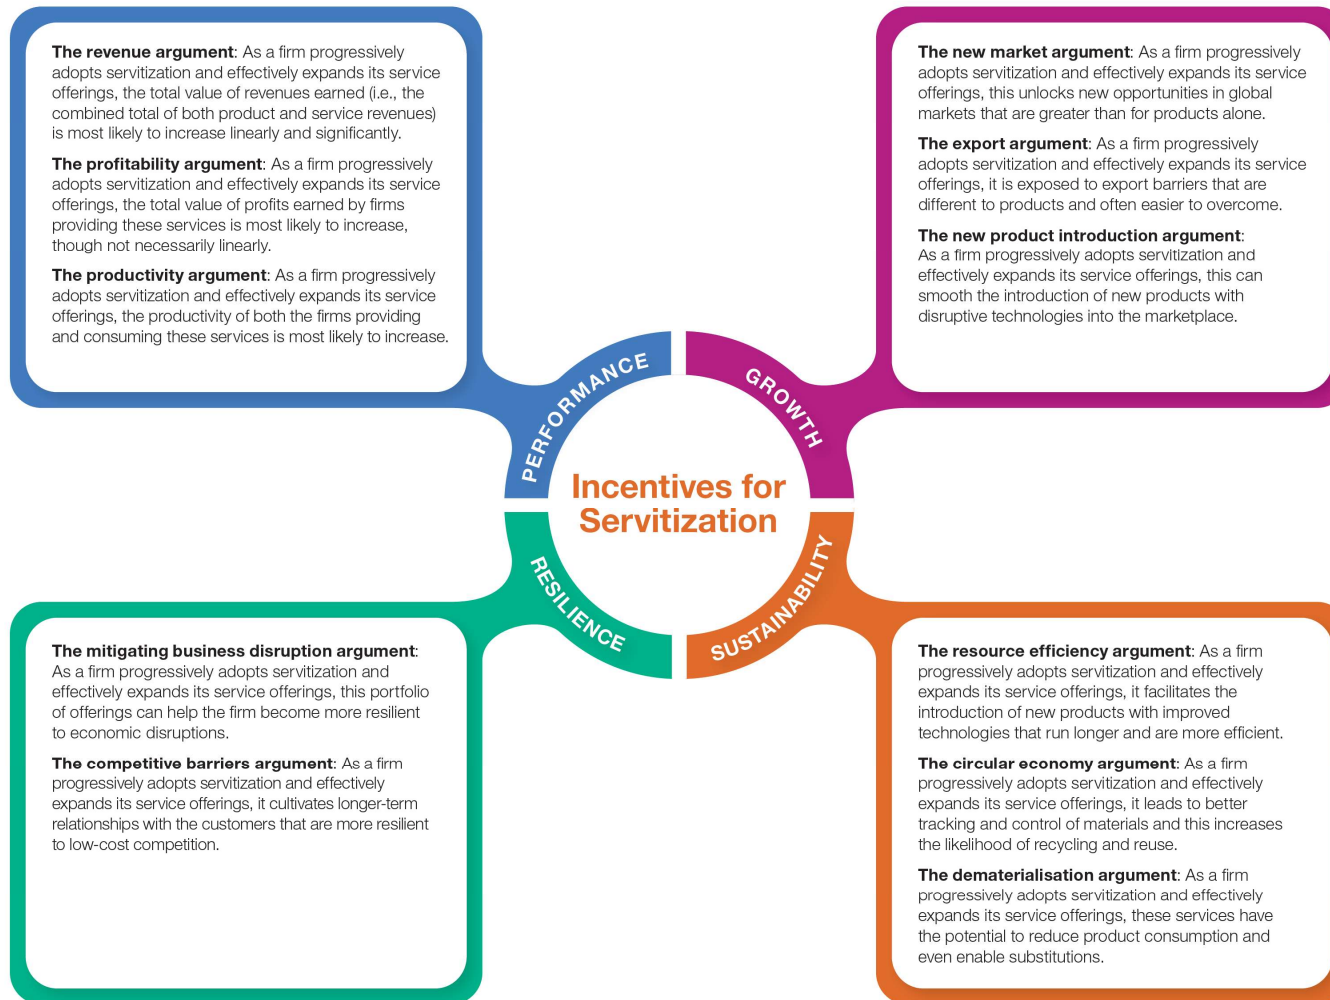 The revenue argument: As a firm progressively
adopts servitization and effectively expands its service
offerings, the total value of revenues earned (i.e., the
combined total of both product and service revenues)
is most likely to increase linearly and significantly.
The profitability argument: As a firm progressively
adopts servitization and effectively expands its service
offerings, the total value of profits earned by firms
providing these services is most likely to increase,
though not necessarily linearly.
The productivity argument: As a firm progressively
adopts servitization and effectively expands its service
offerings, the productivity of both the firms providing
and consuming these services is most likely to increase.
The new market argument: As a firm progressively
adopts servitization and effectively expands its service
offerings, this unlocks new opportunities in global
markets that are greater than for products alone.
The export argument: As a firm progressively
adopts servitization and effectively expands its service
offerings, it is exposed to export barriers that are
different to products and often easier to overcome.
The new product introduction argument:
As a firm progressively adopts servitization and
effectively expands its service offerings, this can
smooth the introduction of new products with
disruptive technologies into the marketplace.
PERFORMANCE
GROWTH
Incentives for
Servitization
RESILIENCE
SUSTAINABILITY
The mitigating business disruption argument:
As a firm progressively adopts servitization and
effectively expands its service offerings, this portfolio
of offerings can help the firm become more resilient
to economic disruptions.
The competitive barriers argument: As a firm
progressively adopts servitization and effectively
expands its service offerings, it cultivates longer-term
relationships with the customers that are more resilient
to low-cost competition.
The resource efficiency argument: As a firm
progressively adopts servitization and effectively
expands its service offerings, it facilitates the
introduction of new products with improved
technologies that run longer and are more efficient.
The circular economy argument: As a firm
progressively adopts servitization and effectively
expands its service offerings, it leads to better
tracking and control of materials and this increases
the likelihood of recycling and reuse.
The dematerialisation argument: As a firm
progressively adopts servitization and effectively
expands its service offerings, these services have
the potential to reduce product consumption and
even enable substitutions.